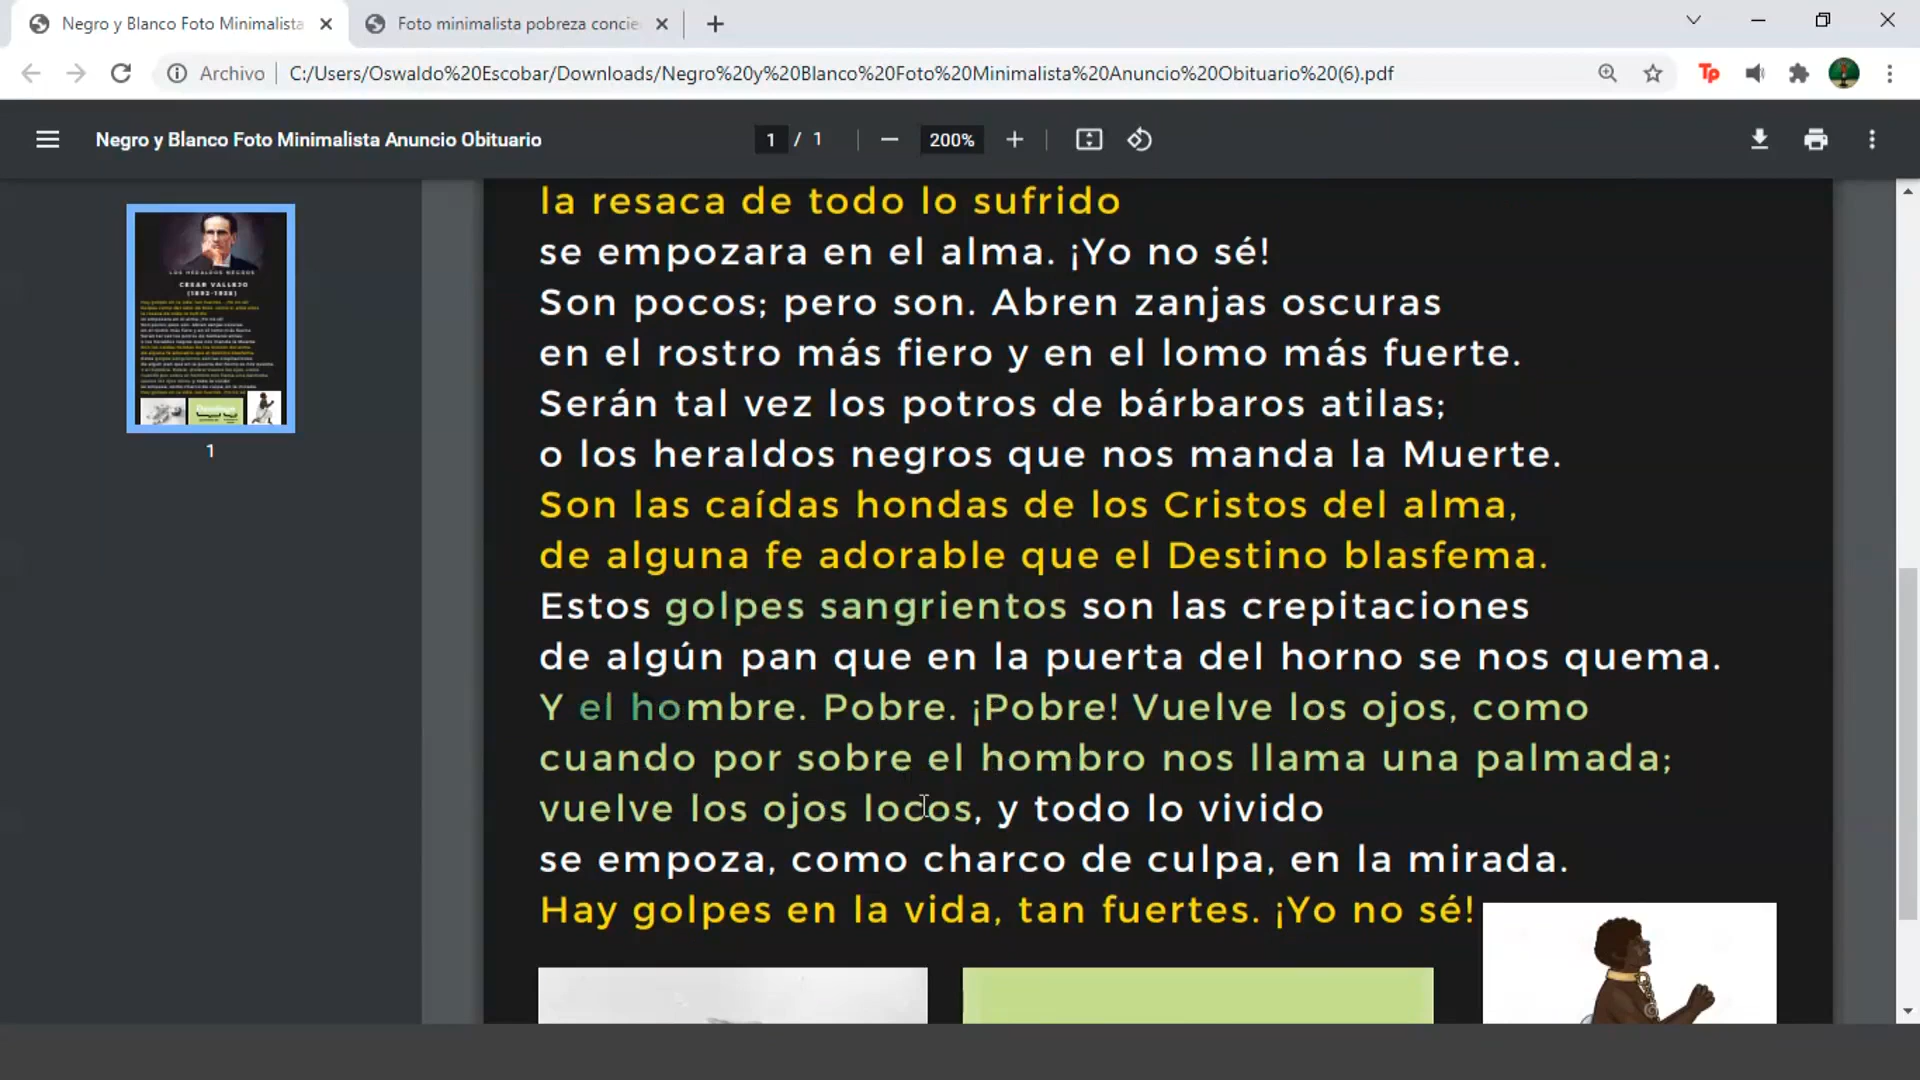 Negro y Blanco Foto Minimalista
Foto minimalista pobreza concie
Archivo
C:/Users/Oswaldo%20Escobar/Downloads/Negro%20y%20Blanco%20Foto%20Minimalista%20Anuncio%20Obituario%20(6).pdf
Tp
Negro y Blanco Foto Minimalista Anuncio Obituario
1 / 1
200%
LOS HERALDOS NEGROS
CESAR VALLEJO
(1892-1938)
1
la resaca de todo lo sufrido
se empozara en el alma. ¡Yo no sé!
Son pocos; pero son. Abren zanjas oscuras
en el rostro más fiero y en el lomo más fuerte.
Serán tal vez los potros de bárbaros atilas;
o los heraldos negros que nos manda la Muerte.
Son las caídas hondas de los Cristos del alma,
de alguna fe adorable que el Destino blasfema.
Estos golpes sangrientos son las crepitaciones
de algún pan que en la puerta del horno se nos quema.
Y el hombre. Pobre. ¡Pobre! Vuelve los ojos, como
cuando por sobre el hombro nos llama una palmada;
vuelve los ojos locos, y todo lo vivido
se empoza, como charco de culpa, en la mirada.
Hay golpes en la vida, tan fuertes. ¡Yo no sé!